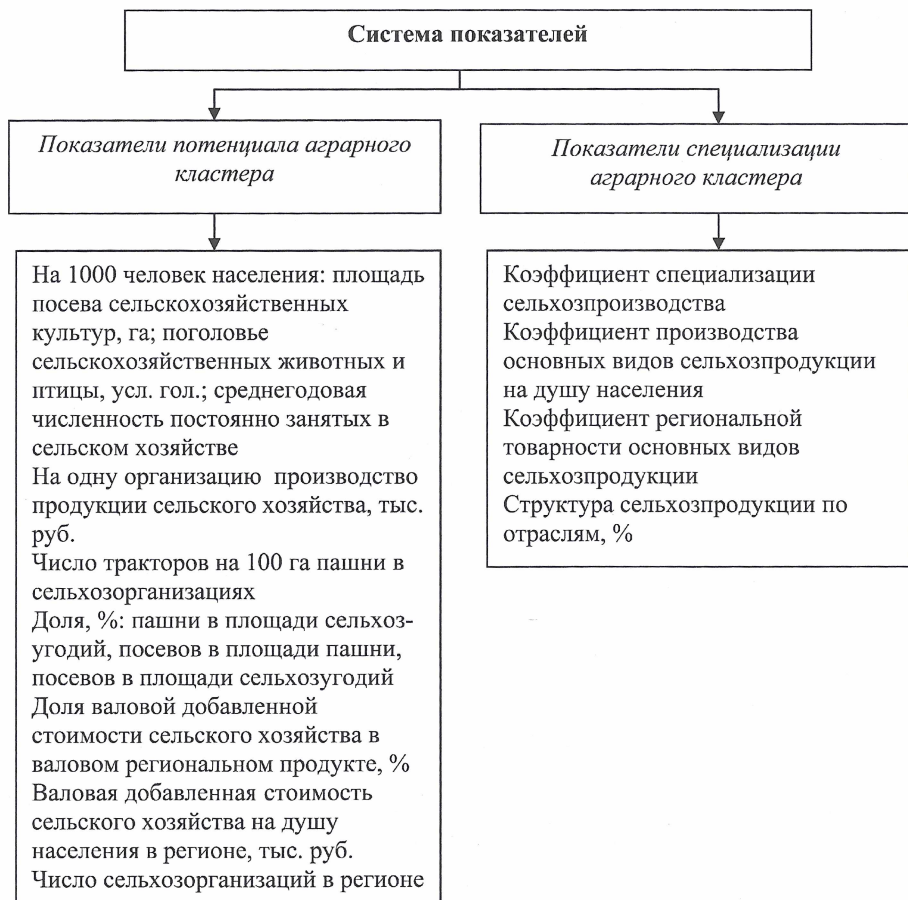 Система показателей
Показатели потенциала аграрного
кластера
Показатели специализации
аграрного кластера
На 1000 человек населения: площадь
посева сельскохозяйственных
культур, га; поголовье
сельскохозяйственных животных и
птицы, усл. гол.; среднегодовая
численность постоянно занятых в
сельском хозяйстве
На одну организацию производство
продукции сельского хозяйства, тыс.
руб.
Число тракторов на 100 га пашни в
сельхозорганизациях
Доля, %: пашни в площади сельхоз-
угодий, посевов в площади пашни,
посевов в площади сельхозугодий
Доля валовой добавленной
стоимости сельского хозяйства в
валовом региональном продукте, %
Валовая добавленная стоимость
сельского хозяйства на душу
населения в регионе, тыс. руб.
Число сельхозорганизаций в регионе
Коэффициент специализации
сельхозпроизводства
Коэффициент производства
основных видов сельхозпродукции
на душу населения
Коэффициент региональной
товарности основных видов
сельхозпродукции
Структура сельхозпродукции по
отраслям, %